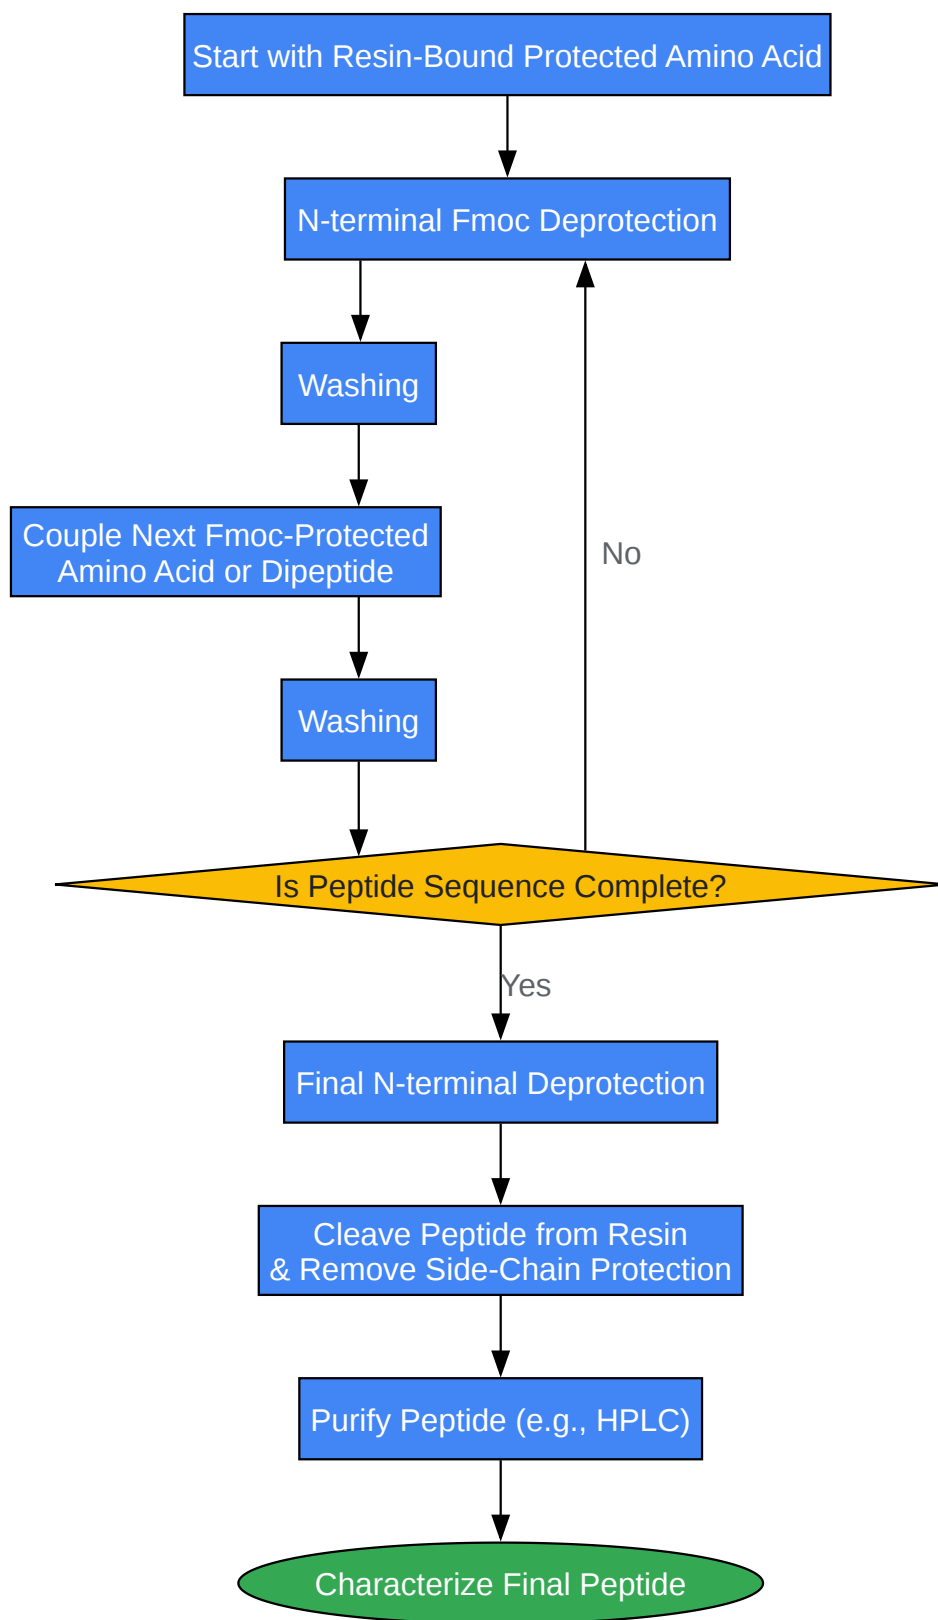 Start with Resin-Bound Protected Amino Acid
N-terminal Fmoc Deprotection
Washing
Couple Next Fmoc-Protected
Amino Acid or Dipeptide
No
Washing
Is Peptide Sequence Complete?
Yes
Final N-terminal Deprotection
Cleave Peptide from Resin
& Remove Side-Chain Protection
Purify Peptide (e.g., HPLC)
Characterize Final Peptide